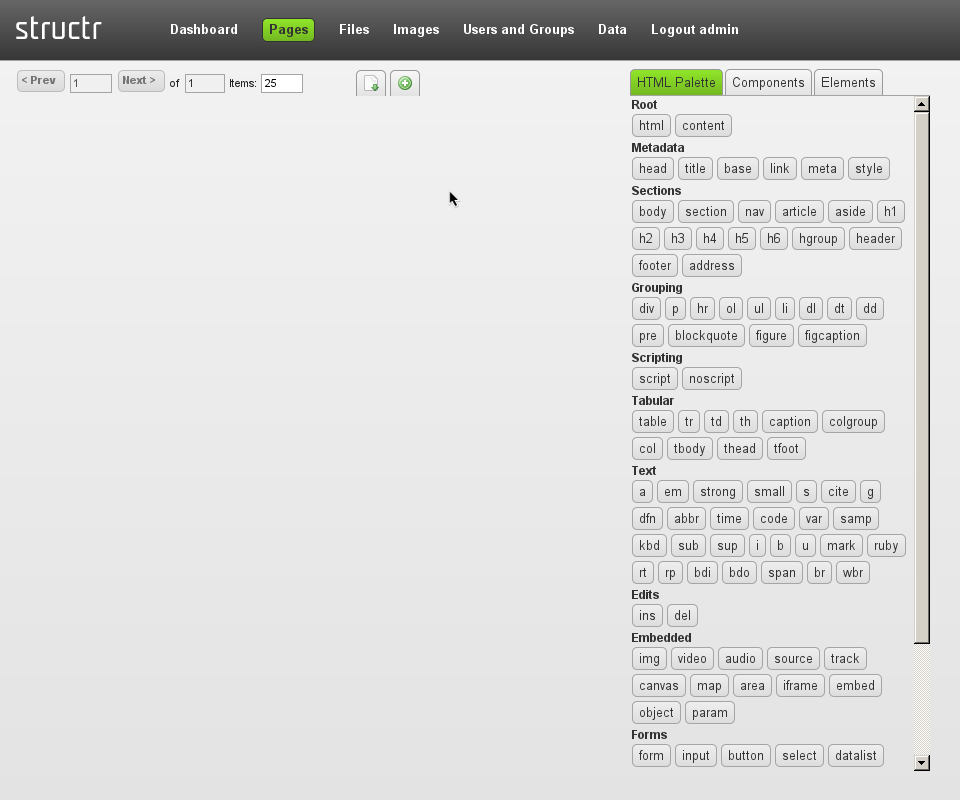 structr Dashboard Pages Files Images Users and Groups Data Logout admin
< Prev 1 Next > of 1 Items: 25
HTML Palette Components Elements
Root
html content
Metadata
head title base link meta style
Sections
body section nav article aside h1
h2 h3 h4 h5 h6 hgroup header
footer address
Grouping
div p hr ol ul li dl dt dd
pre blockquote figure figcaption
Scripting
script noscript
Tabular
table tr td th caption colgroup
col tbody thead tfoot
Text
a em strong small s cite g
dfn abbr time code var samp
kbd sub sup i b u mark ruby
rt rp bdi bdo span br wbr
Edits
ins del
Embedded
img video audio source track
canvas map area iframe embed
object param
Forms
form input button select datalist